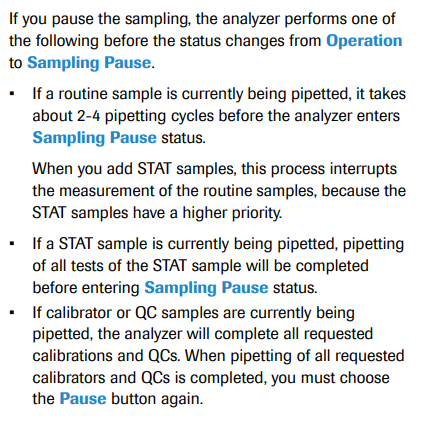 If you pause the sampling, the analyzer performs one of
the following before the status changes from Operation
to Sampling Pause.
▪ If a routine sample is currently being pipetted, it takes
about 2-4 pipetting cycles before the analyzer enters
Sampling Pause status.
When you add STAT samples, this process interrupts
the measurement of the routine samples, because the
STAT samples have a higher priority.
▪ If a STAT sample is currently being pipetted, pipetting
of all tests of the STAT sample will be completed
before entering Sampling Pause status.
▪ If calibrator or QC samples are currently being
pipetted, the analyzer will complete all requested
calibrations and QCs. When pipetting of all requested
calibrators and QCs is completed, you must choose
the Pause button again.